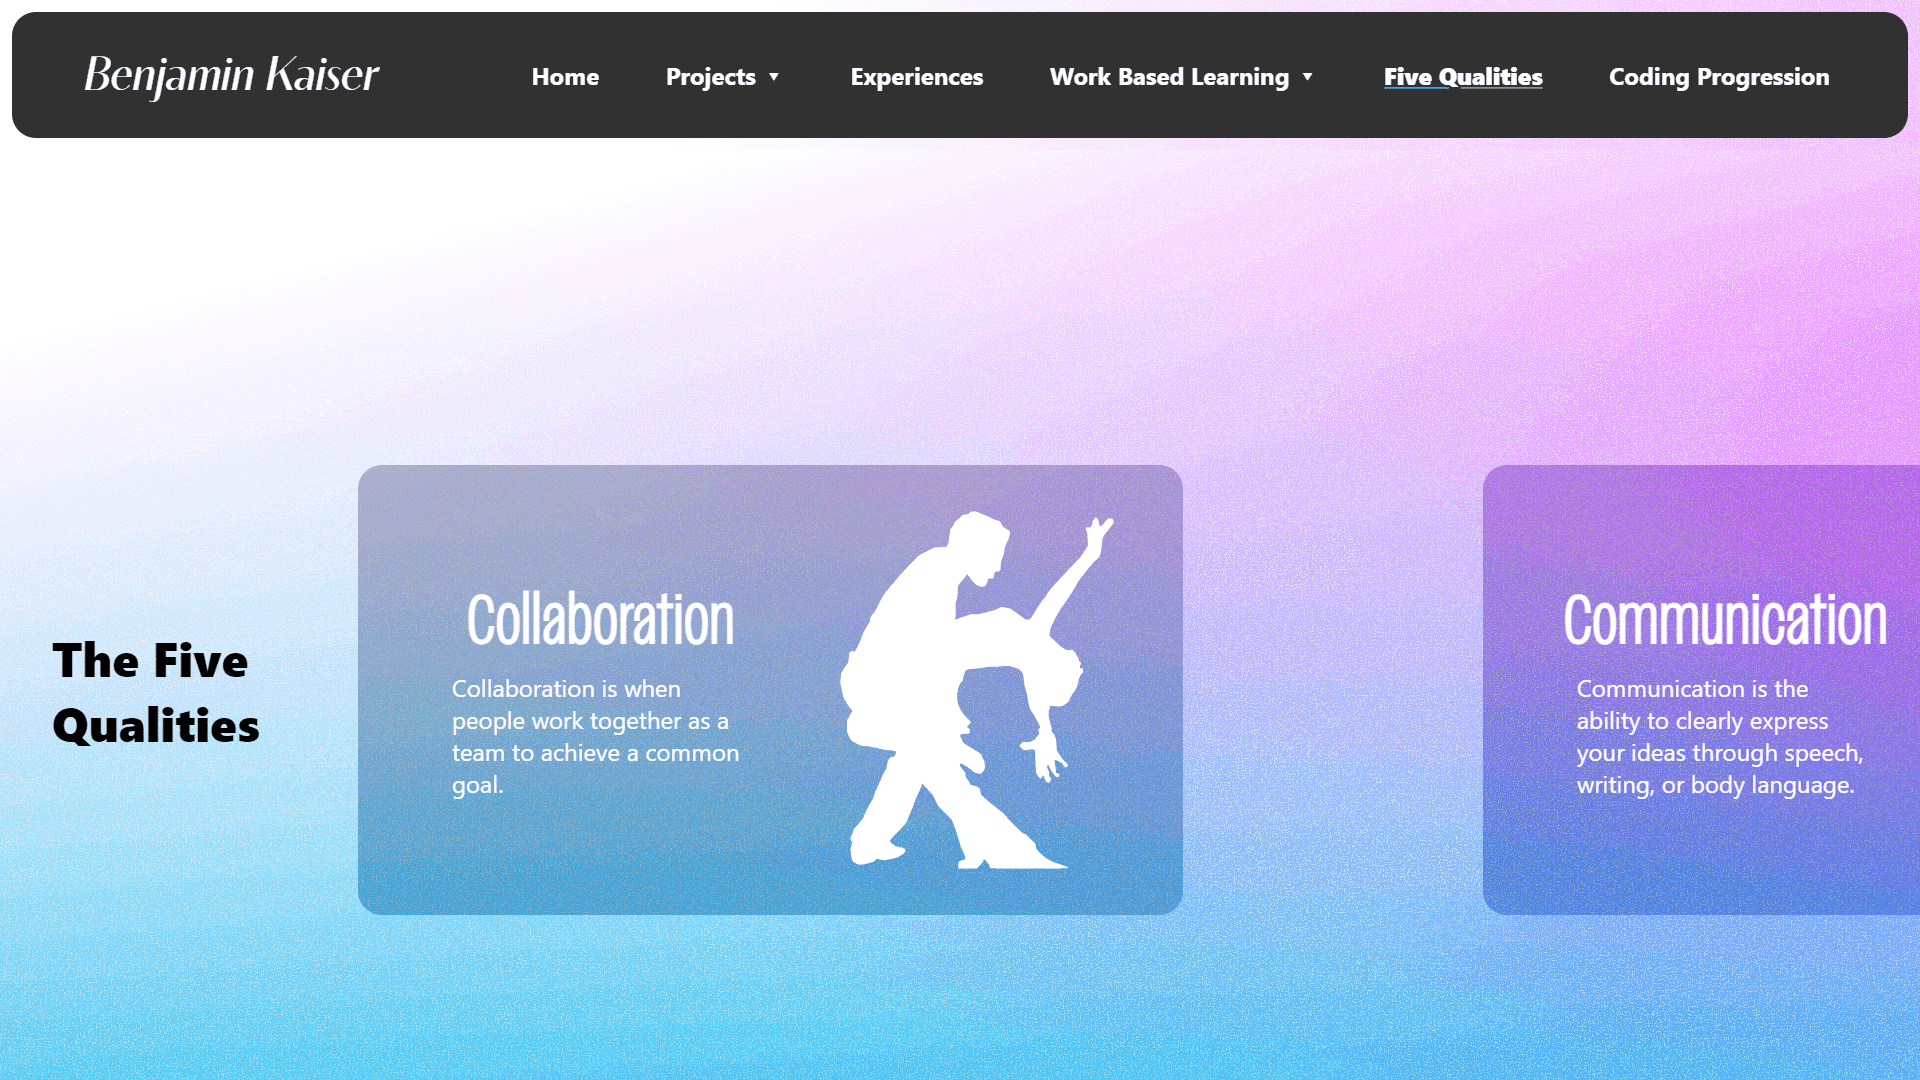 Benjamin Kaiser
Home Projects ▼ Experiences Work Based Learning ▼ Five Qualities Coding Progression
The Five
Qualities
Collaboration
Collaboration is when
people work together as a
team to achieve a common
goal.
Communication
Communication is the
ability to clearly express
your ideas through speech,
writing, or body language.